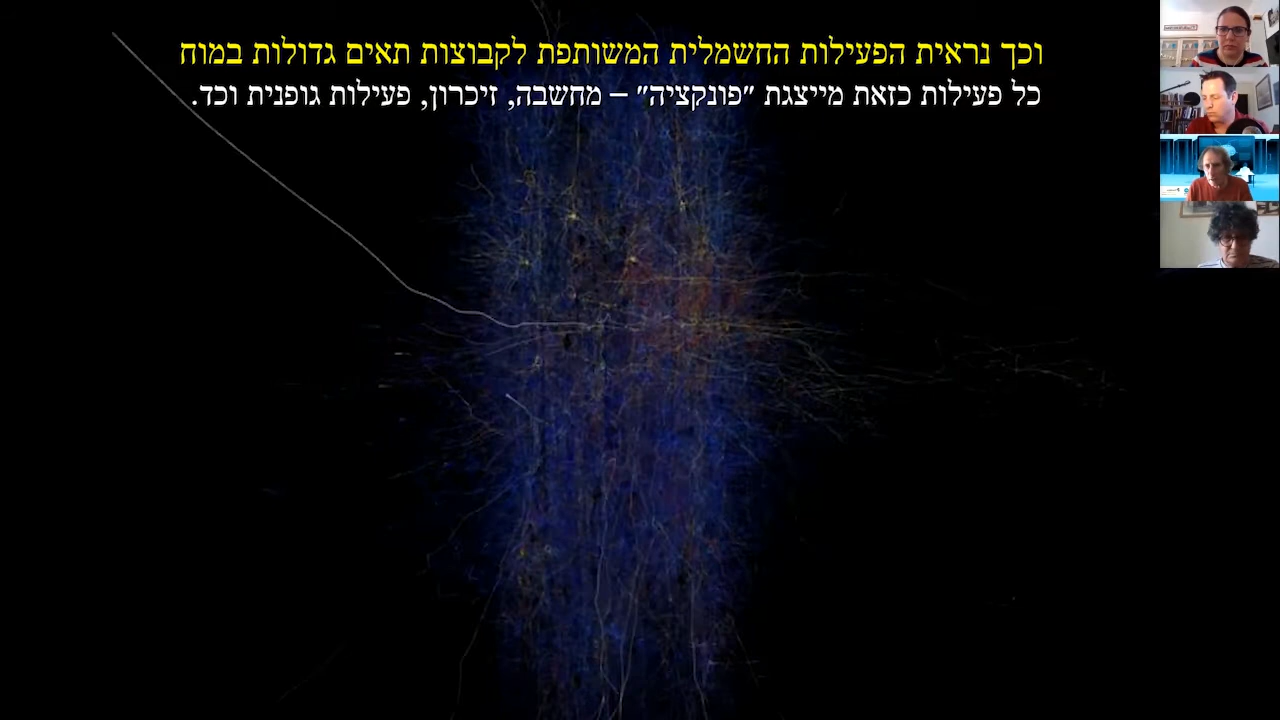 וכך נראית הפעילות החשמלית המשותפת לקבוצות תאים גדולות במוח
כל פעילות כזאת מייצגת ״פונקציה״ – מחשבה, זיכרון, פעילות גופנית וכד.